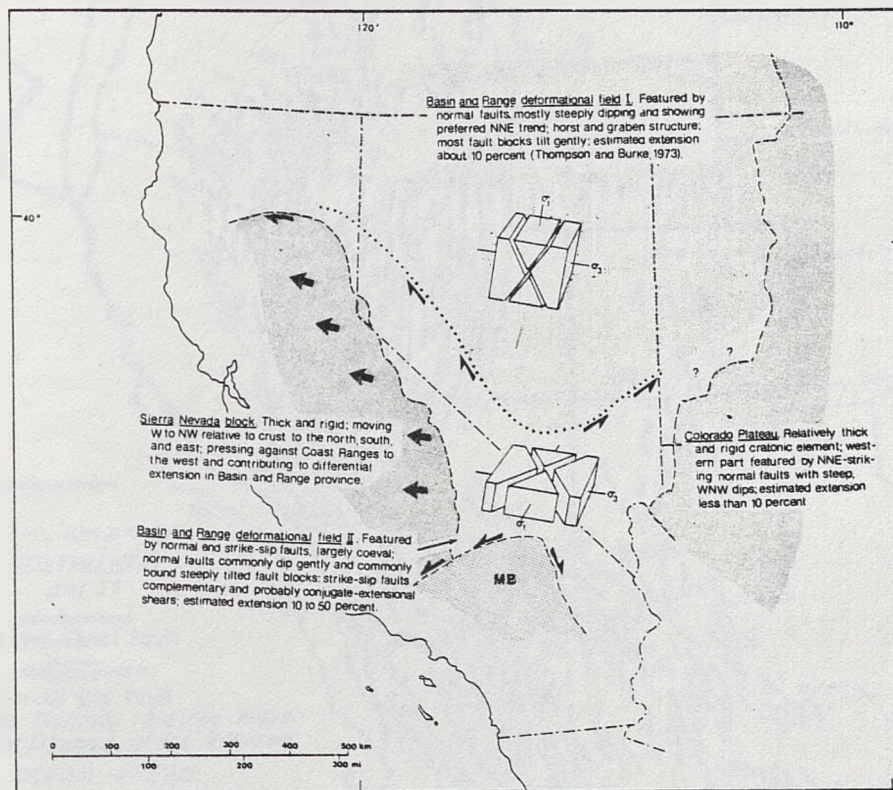 120°
110°
40°
Basin and Range deformational field I. Featured by
normal faults, mostly steeply dipping and showing
preferred NNE trend; horst and graben structure;
most fault blocks tilt gently; estimated extension
about 10 percent (Thompson and Burke, 1973).
σ1
σ3
? ?
Sierra Nevada block. Thick and rigid; moving
W to NW relative to crust to the north, south,
and east; pressing against Coast Ranges to
the west and contributing to differential
extension in Basin and Range province.
Colorado Plateau. Relatively thick
and rigid cratonic element; west-
ern part featured by NNE-strik-
ing normal faults with steep,
WNW dips; estimated extension
less than 10 percent
σ3
σ1
Basin and Range deformational field II. Featured
by normal and strike-slip faults, largely coeval;
normal faults commonly dip gently and commonly
bound steeply tilted fault blocks: strike-slip faults
complementary and probably conjugate-extensional
shears; estimated extension 10 to 50 percent.
MB
0 100 200 300 400 500 km
100 200 300 mi